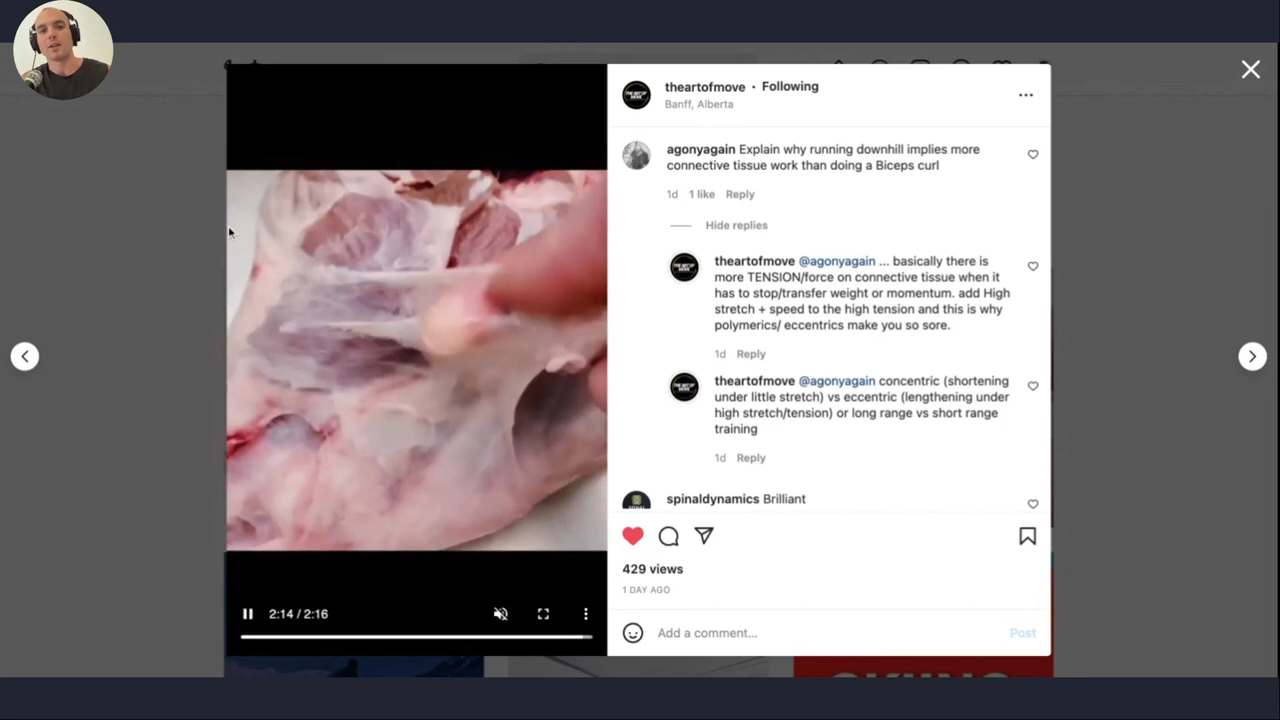 theartofmove • Following
Banff, Alberta
agonyagain Explain why running downhill implies more
connective tissue work than doing a Biceps curl
1d 1 like Reply
Hide replies
theartofmove @agonyagain ... basically there is
more TENSION/force on connective tissue when it
has to stop/transfer weight or momentum. add High
stretch + speed to the high tension and this is why
polymerics/ eccentrics make you so sore.
1d Reply
theartofmove @agonyagain concentric (shortening
under little stretch) vs eccentric (lengthening under
high stretch/tension) or long range vs short range
training
1d Reply
spinaldynamics Brilliant
429 views
1 DAY AGO
2:14 / 2:16
Add a comment...
Post